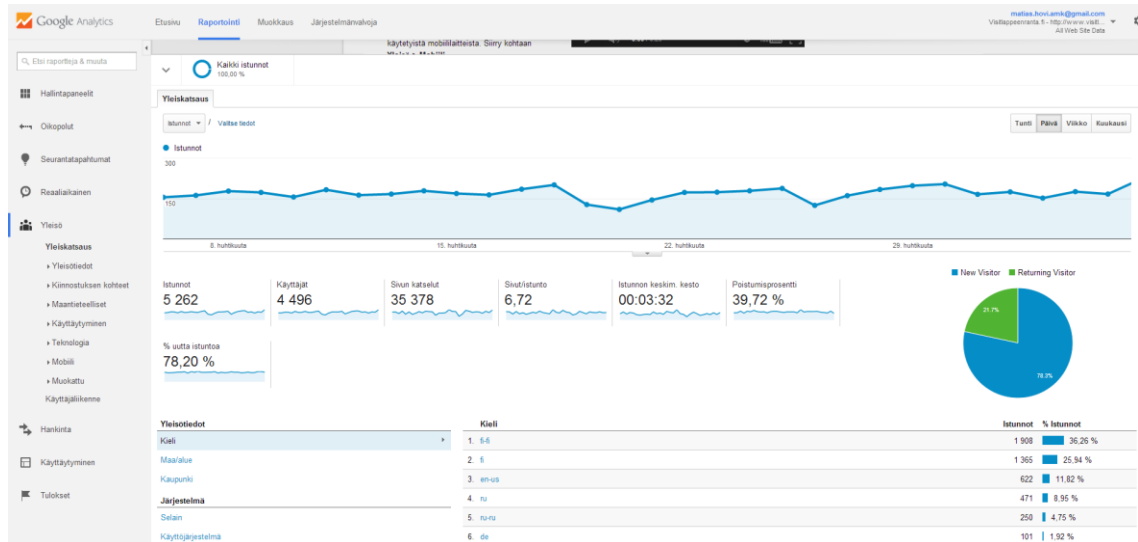 Google Analytics
Etusivu Raportointi Muokkaus Järjestelmänvalvoja
matias.hovi.amk@gmail.com
Visitlappeenranta.fi - http://www.visitl...
All Web Site Data
Etsi raportteja & muuta
käytetyistä mobiililaitteista. Siirry kohtaan
Kaikki istunnot
100,00 %
Hallintapaneelit
Oikopolut
Seurantatapahtumat
Reaaliaikainen
Yleisö
Yleiskatsaus
Yleisötiedot
Kiinnostuksen kohteet
Maantieteelliset
Käyttäytyminen
Teknologia
Mobiili
Muokattu
Käyttäjäliikenne
Hankinta
Käyttäytyminen
Tulokset
Yleiskatsaus
Istunnot / Valitse tiedot
Tunti Päivä Viikko Kuukausi
Istunnot
300
150
8. huhtikuuta 15. huhtikuuta 22. huhtikuuta 29. huhtikuuta
Istunnot
5 262
Käyttäjät
4 496
Sivun katselut
35 378
Sivut/istunto
6,72
Istunnon keskim. kesto
00:03:32
Poistumisprosentti
39,72 %
% uutta istuntoa
78,20 %
New Visitor Returning Visitor
21.7%
78.3%
Yleisötiedot
Kieli
Maa/alue
Kaupunki
Järjestelmä
Selain
Käyttöjärjestelmä
Kieli Istunnot % Istunnot
1. fi-fi 1 908 36,26 %
2. fi 1 365 25,94 %
3. en-us 622 11,82 %
4. ru 471 8,95 %
5. ru-ru 250 4,75 %
6. de 101 1,92 %